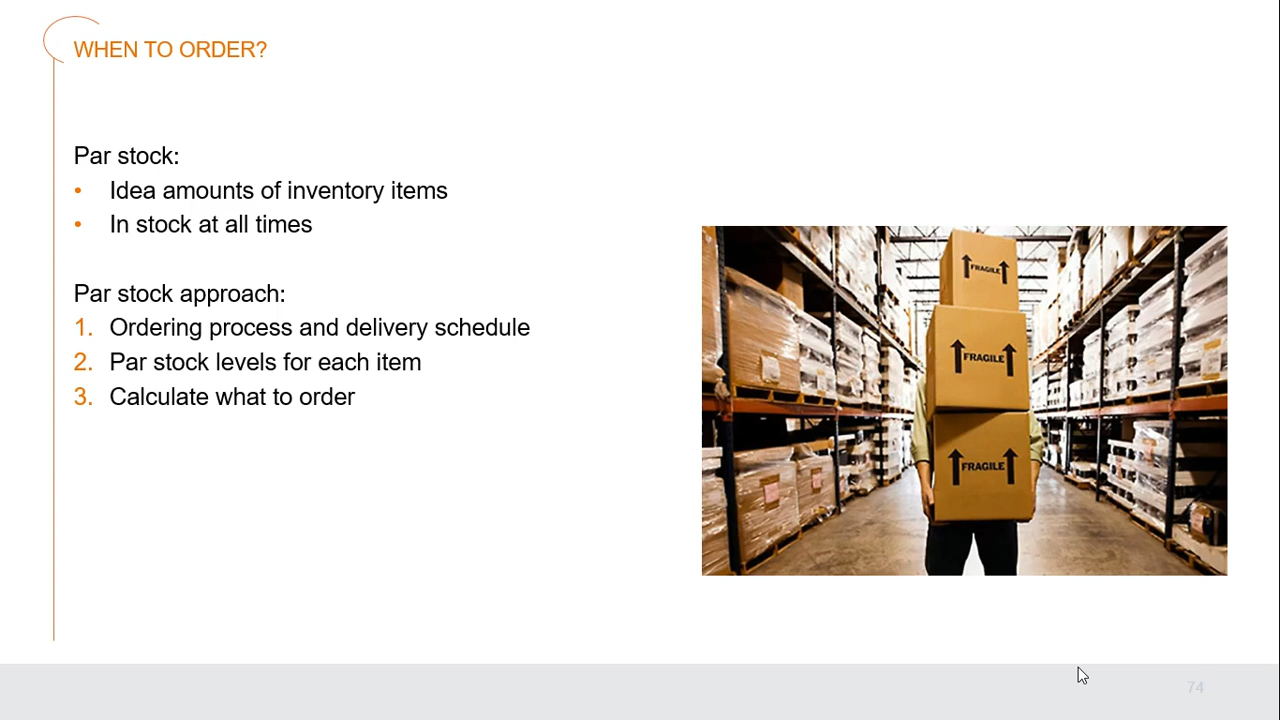 WHEN TO ORDER?
Par stock:
• Idea amounts of inventory items
• In stock at all times
Par stock approach:
1. Ordering process and delivery schedule
2. Par stock levels for each item
3. Calculate what to order
FRAGILE
FRAGILE
FRAGILE
74